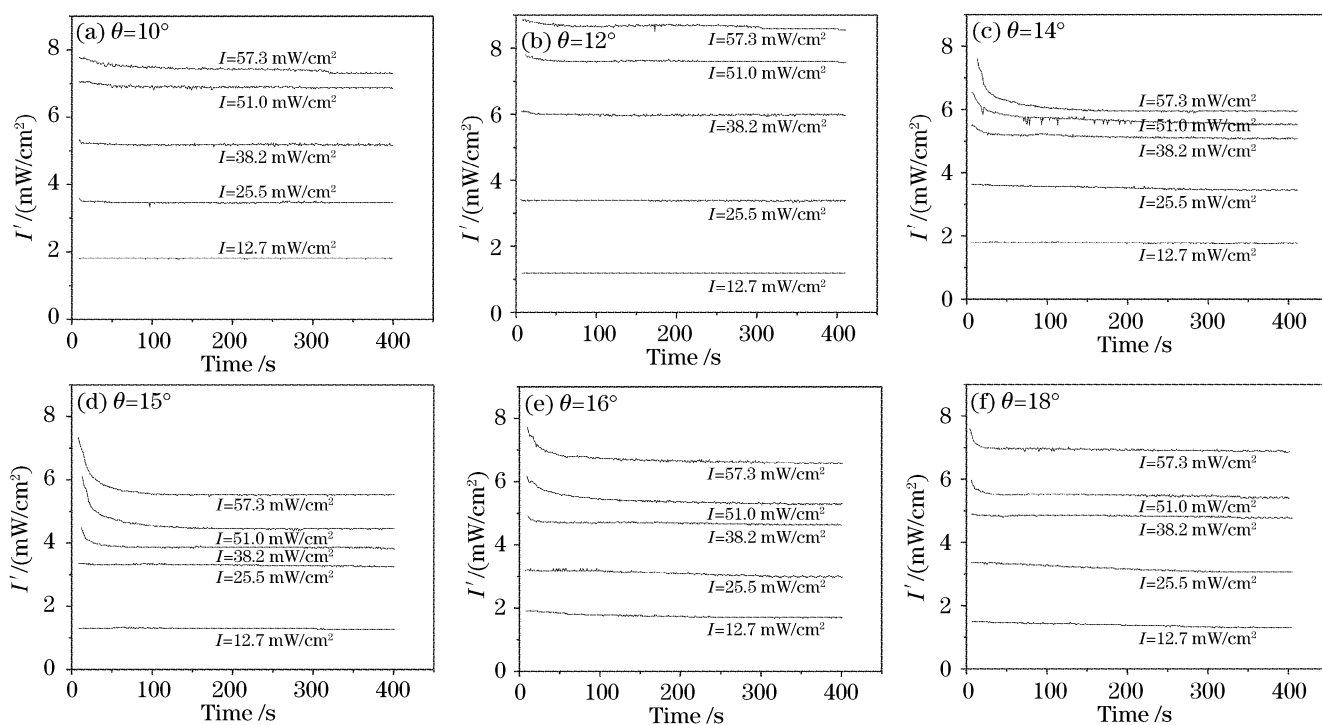 (a) θ=10°
I=57.3 mW/cm²
I=51.0 mW/cm²
I=38.2 mW/cm²
I=25.5 mW/cm²
I=12.7 mW/cm²
I′/(mW/cm²)
8
6
4
2
0
0 100 200 300 400
Time /s
(b) θ=12°
I=57.3 mW/cm²
I=51.0 mW/cm²
I=38.2 mW/cm²
I=25.5 mW/cm²
I=12.7 mW/cm²
I′/(mW/cm²)
8
6
4
2
0
0 100 200 300 400
Time /s
(c) θ=14°
I=57.3 mW/cm²
I=51.0 mW/cm²
I=38.2 mW/cm²
I=25.5 mW/cm²
I=12.7 mW/cm²
I′/(mW/cm²)
8
6
4
2
0
0 100 200 300 400
Time /s
(d) θ=15°
I=57.3 mW/cm²
I=51.0 mW/cm²
I=38.2 mW/cm²
I=25.5 mW/cm²
I=12.7 mW/cm²
I′/(mW/cm²)
8
6
4
2
0
0 100 200 300 400
Time /s
(e) θ=16°
I=57.3 mW/cm²
I=51.0 mW/cm²
I=38.2 mW/cm²
I=25.5 mW/cm²
I=12.7 mW/cm²
I′/(mW/cm²)
8
6
4
2
0
0 100 200 300 400
Time /s
(f) θ=18°
I=57.3 mW/cm²
I=51.0 mW/cm²
I=38.2 mW/cm²
I=25.5 mW/cm²
I=12.7 mW/cm²
I′/(mW/cm²)
8
6
4
2
0
0 100 200 300 400
Time /s